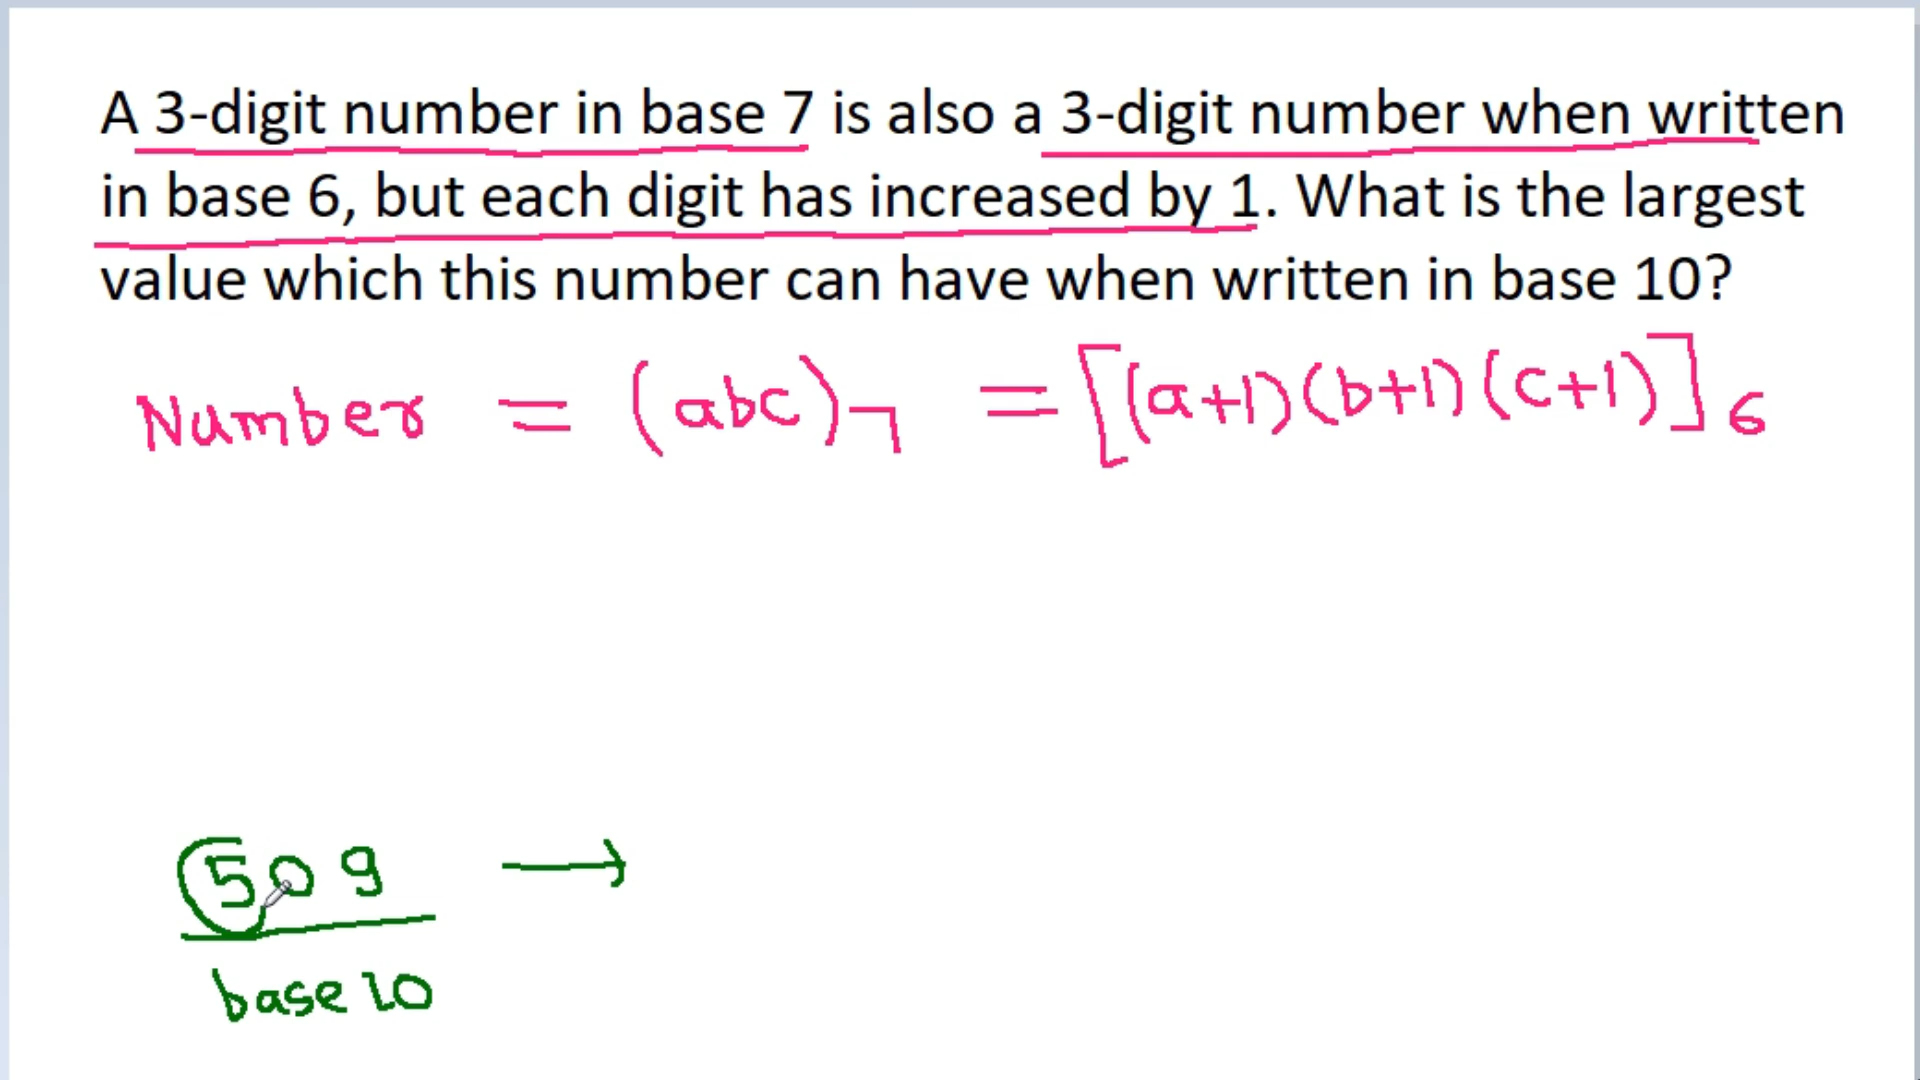 A 3-digit number in base 7 is also a 3-digit number when written
in base 6, but each digit has increased by 1. What is the largest
value which this number can have when written in base 10?
Number = (abc)7 = [(a+1)(b+1)(c+1)]6
509 →
base 10